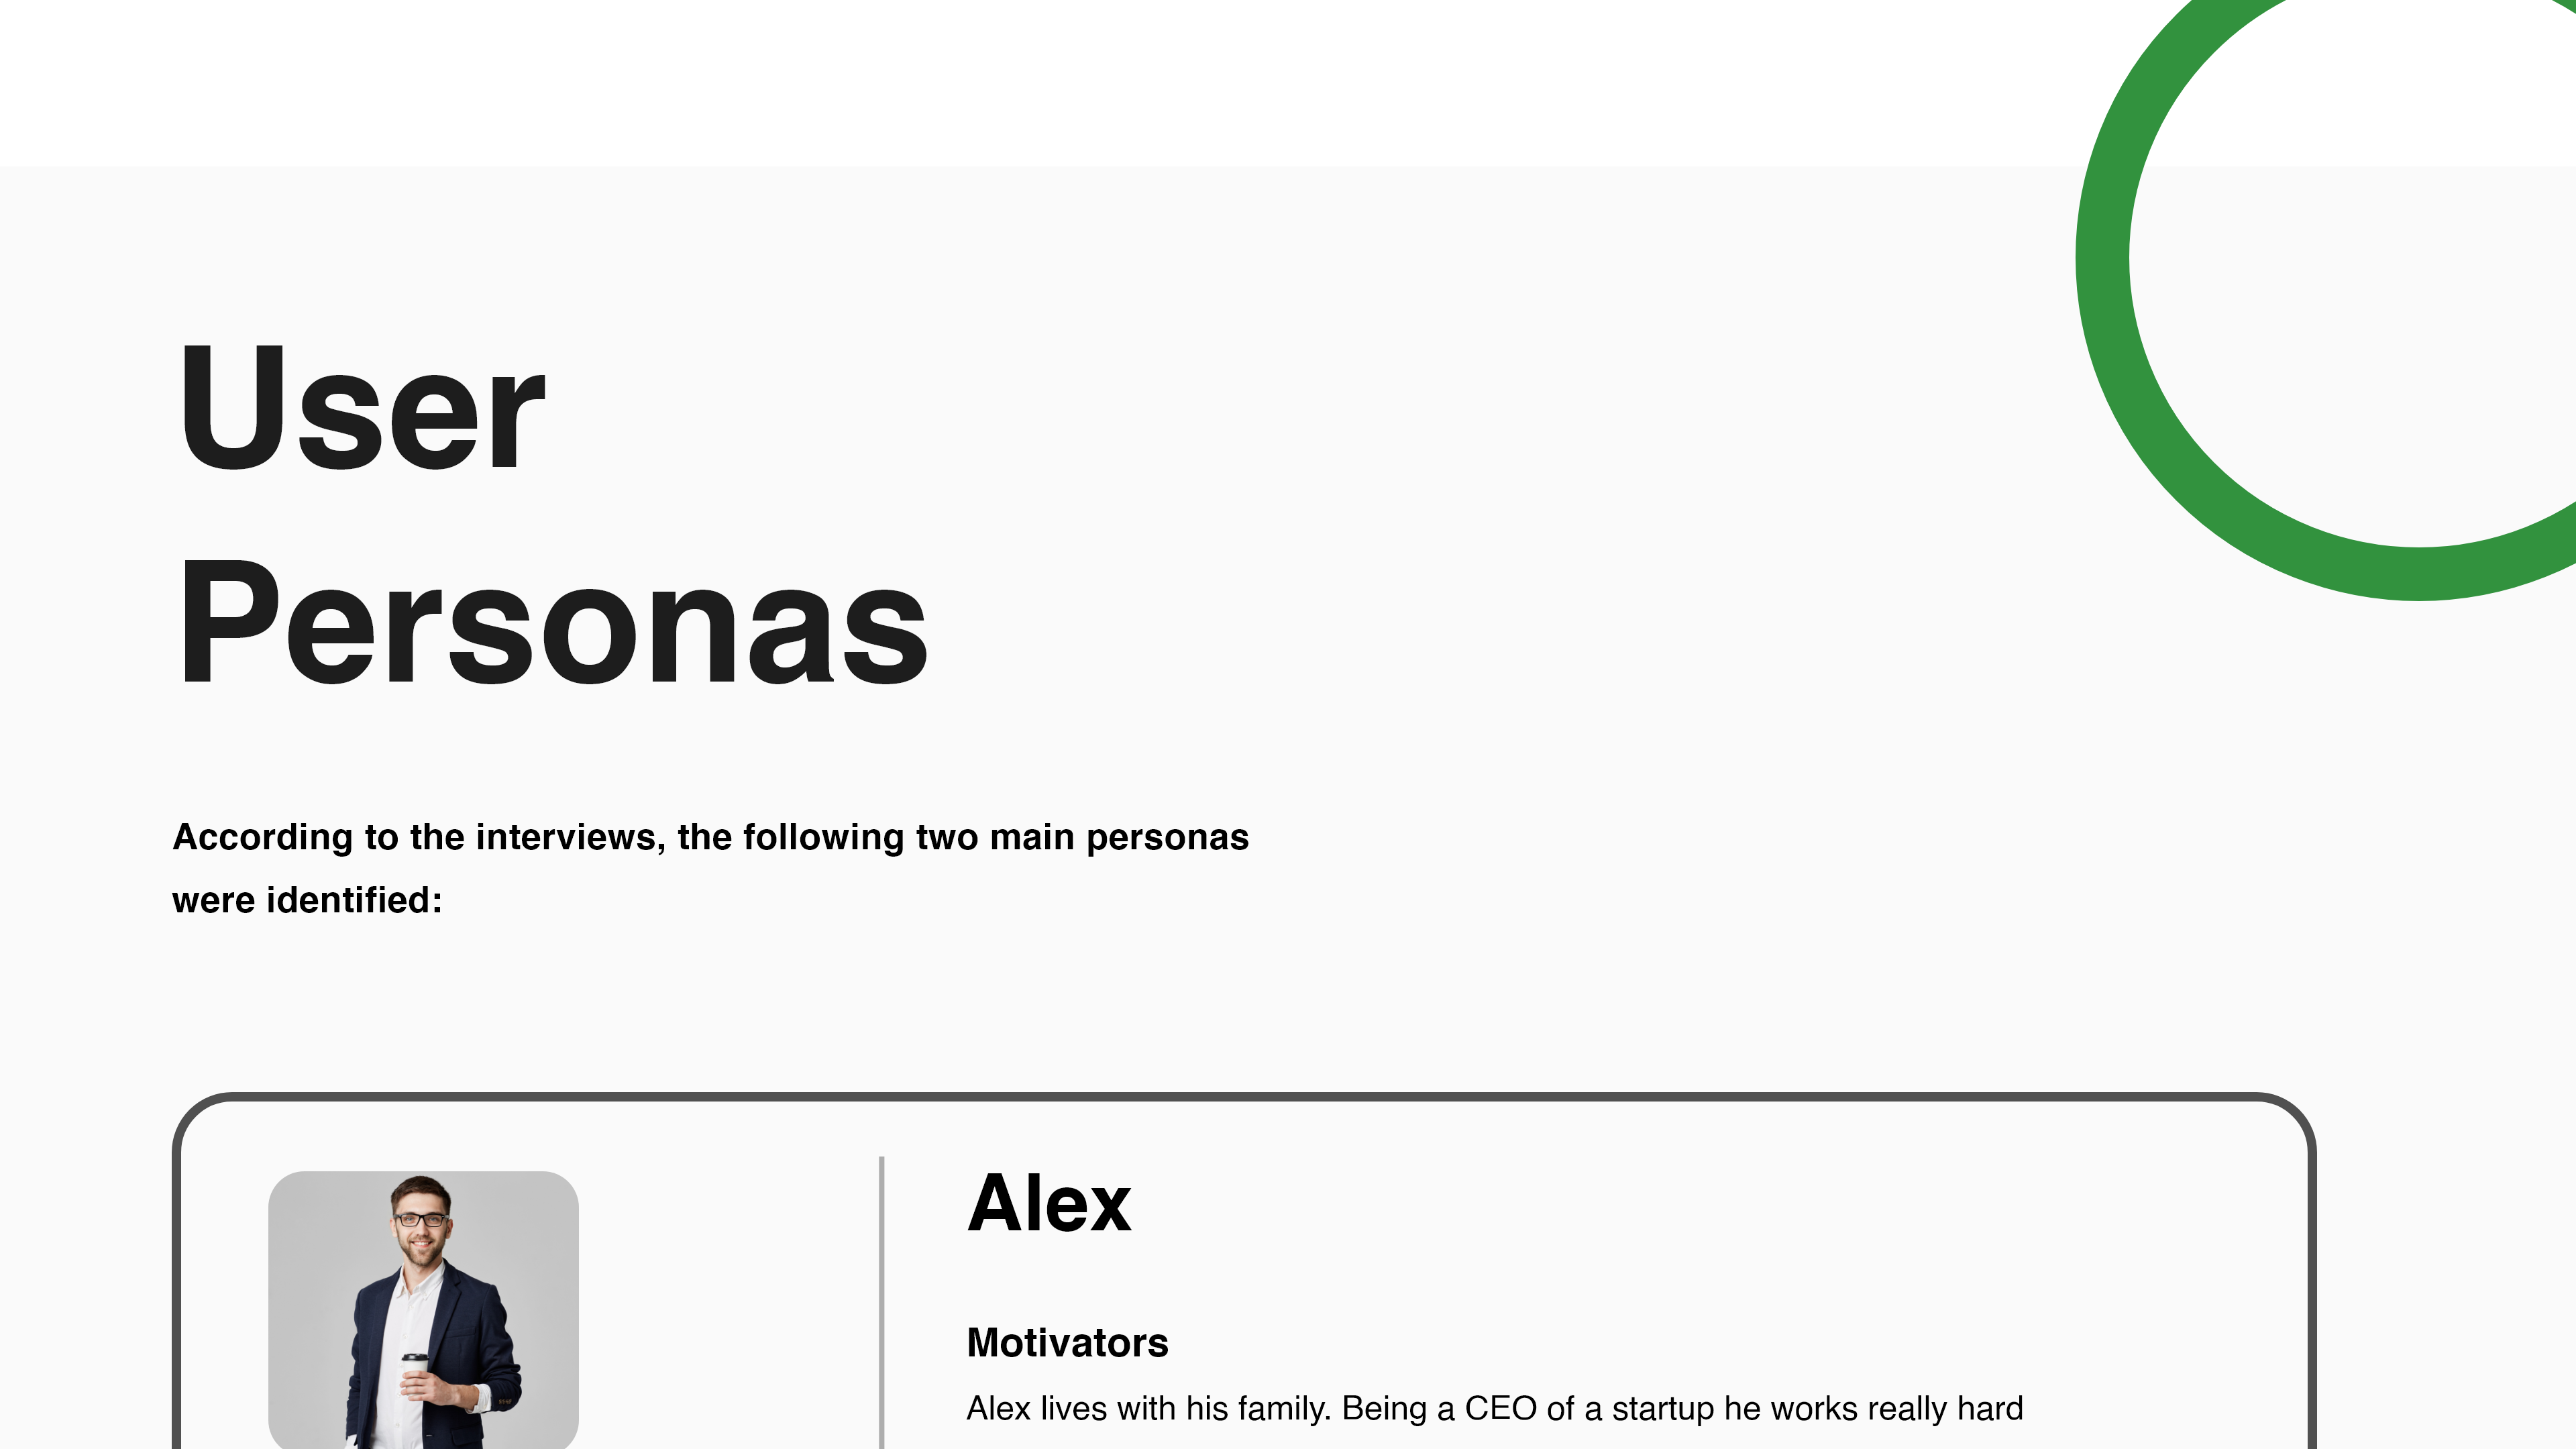 User
Personas
According to the interviews, the following two main personas
were identified:
Alex
Motivators
Alex lives with his family. Being a CEO of a startup he works really hard